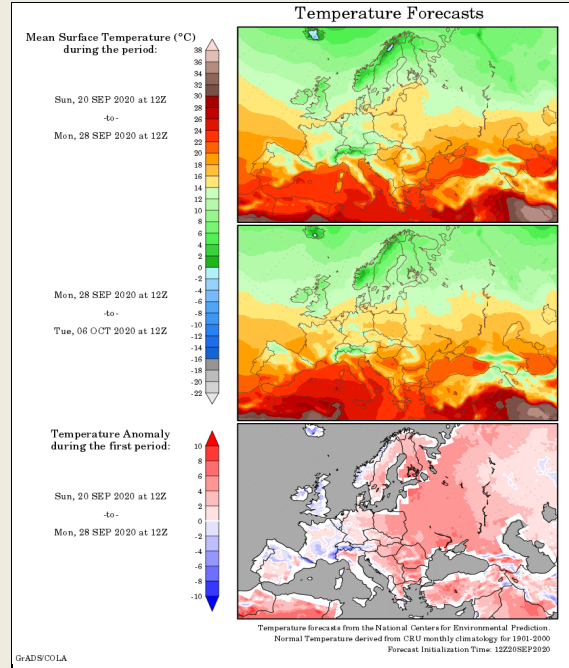 Temperature Forecasts
Mean Surface Temperature (°C)
during the period:
Sun, 20 SEP 2020 at 12Z
-to-
Mon, 28 SEP 2020 at 12Z
38
36
34
32
30
28
26
24
22
20
18
16
14
12
10
8
6
4
2
0
-2
-4
-6
-8
-10
-12
-14
-16
-18
-20
-22
Mon, 28 SEP 2020 at 12Z
-to-
Tue, 06 OCT 2020 at 12Z
Temperature Anomaly
during the first period:
Sun, 20 SEP 2020 at 12Z
-to-
Mon, 28 SEP 2020 at 12Z
10
8
6
4
2
0
-2
-4
-6
-8
-10
Temperature forecasts from the National Centers for Environmental Prediction.
Normal Temperature derived from CRU monthly climatology for 1901-2000
Forecast Initialization Time: 12Z20SEP2020
GrADS/COLA